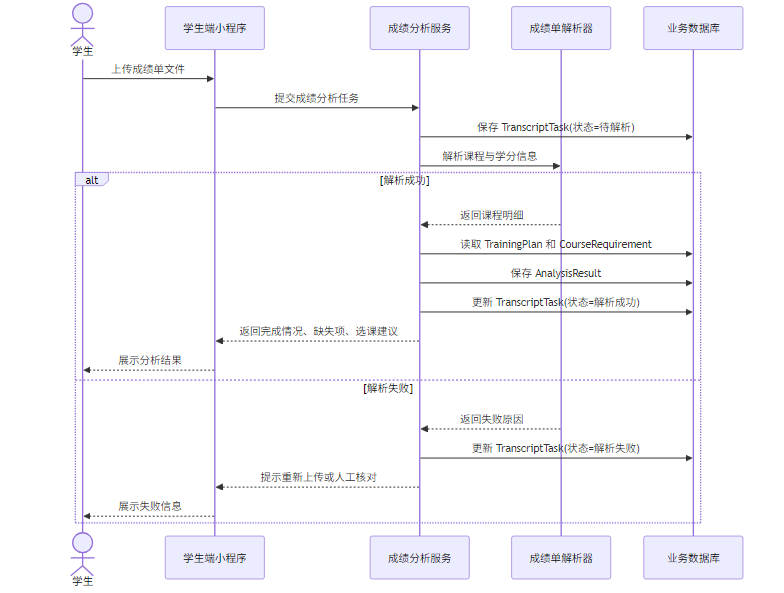 学生
学生端小程序
成绩分析服务
成绩单解析器
业务数据库
上传成绩单文件
提交成绩分析任务
保存 TranscriptTask(状态=待解析)
解析课程与学分信息
alt
[解析成功]
返回课程明细
读取 TrainingPlan 和 CourseRequirement
保存 AnalysisResult
更新 TranscriptTask(状态=解析成功)
返回完成情况、缺失项、选课建议
展示分析结果
[解析失败]
返回失败原因
更新 TranscriptTask(状态=解析失败)
提示重新上传或人工核对
展示失败信息
学生
学生端小程序
成绩分析服务
成绩单解析器
业务数据库